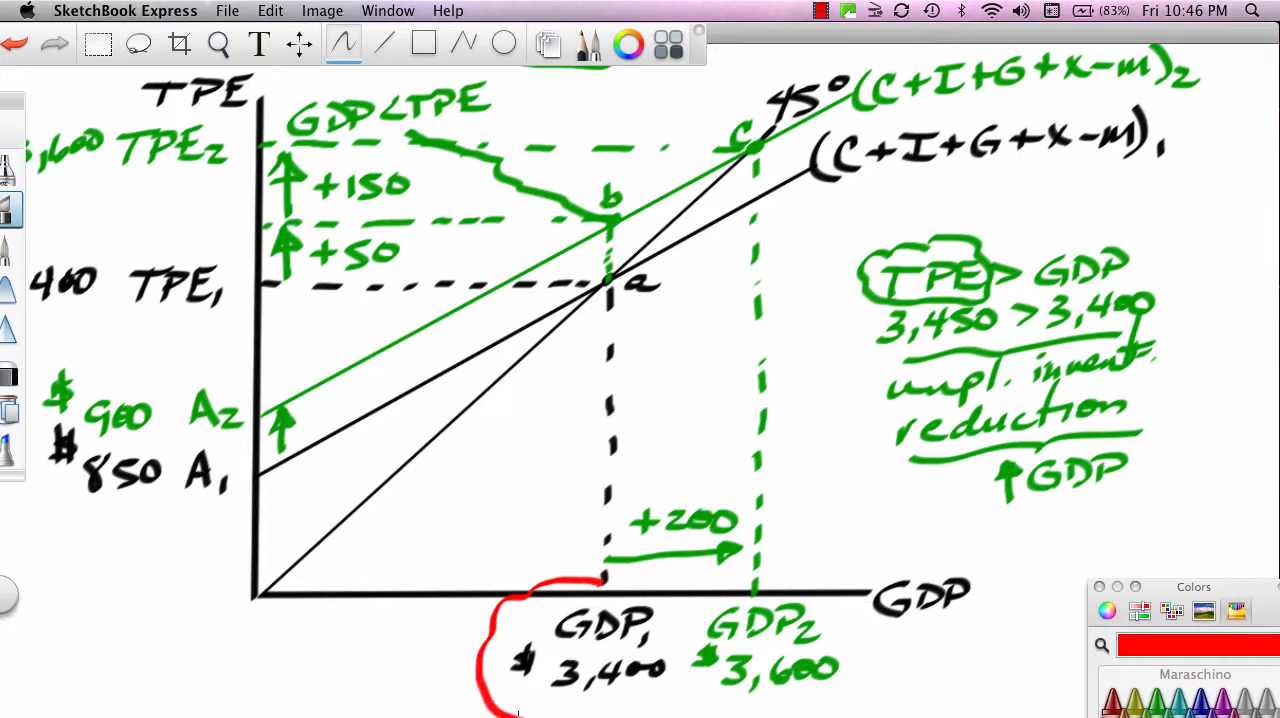 SketchBook Express File Edit Image Window Help (83%) Fri 10:46 PM
T
TPE
GDP<TPE
45°
(C+I+G+x-m)2
(C+I+G+x-m)1
,600 TPE2
c
+150
b
+50
400 TPE1
a
TPE > GDP
3,450 > 3,400
unpl. invent.
reduction
↑GDP
$900 A2
$850 A1
+200
GDP
GDP1
$3,400
GDP2
$3,600
Colors
Maraschino